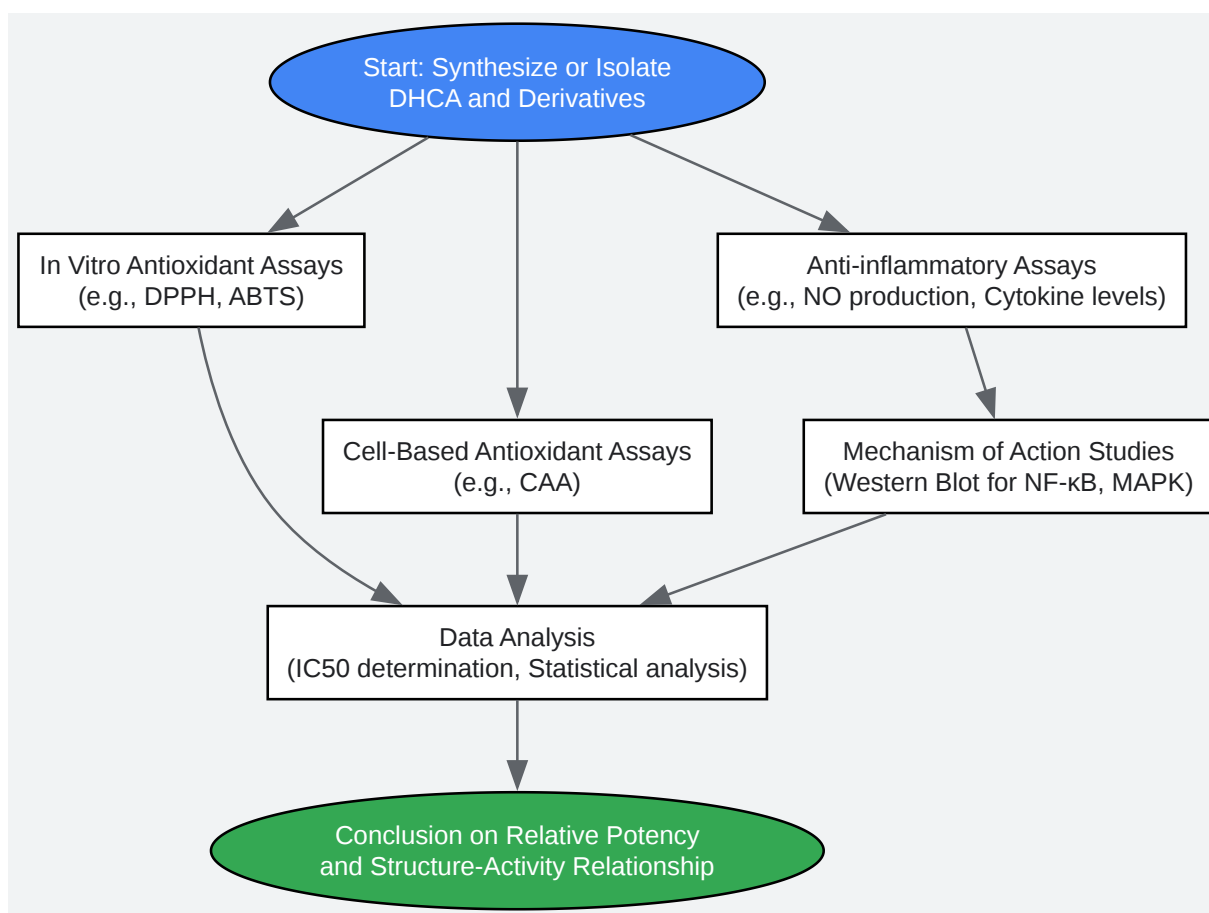 Start: Synthesize or Isolate
DHCA and Derivatives
In Vitro Antioxidant Assays
(e.g., DPPH, ABTS)
Anti-inflammatory Assays
(e.g., NO production, Cytokine levels)
Cell-Based Antioxidant Assays
(e.g., CAA)
Mechanism of Action Studies
(Western Blot for NF-κB, MAPK)
Data Analysis
(IC50 determination, Statistical analysis)
Conclusion on Relative Potency
and Structure-Activity Relationship